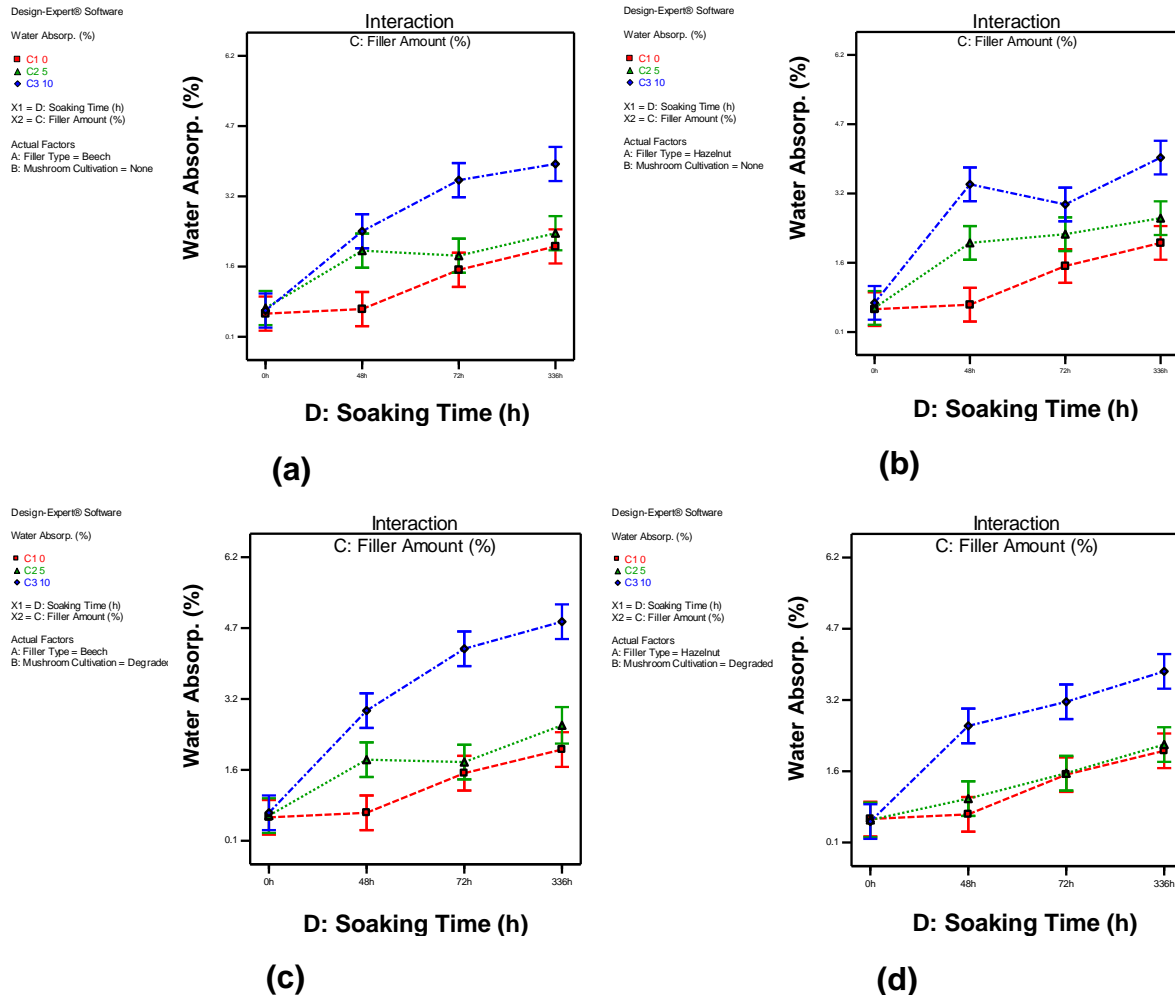 Design-Expert® Software
Water Absorp. (%)
C1 0
C2 5
C3 10
X1 = D: Soaking Time (h)
X2 = C: Filler Amount (%)
Actual Factors
A: Filler Type = Beech
B: Mushroom Cultivation = None
Interaction
C: Filler Amount (%)
Water Absorp. (%)
6.2
4.7
3.2
1.6
0.1
0h
48h
72h
336h
D: Soaking Time (h)
(a)
Design-Expert® Software
Water Absorp. (%)
C1 0
C2 5
C3 10
X1 = D: Soaking Time (h)
X2 = C: Filler Amount (%)
Actual Factors
A: Filler Type = Hazelnut
B: Mushroom Cultivation = None
Interaction
C: Filler Amount (%)
Water Absorp. (%)
6.2
4.7
3.2
1.6
0.1
0h
48h
72h
336h
D: Soaking Time (h)
(b)
Design-Expert® Software
Water Absorp. (%)
C1 0
C2 5
C3 10
X1 = D: Soaking Time (h)
X2 = C: Filler Amount (%)
Actual Factors
A: Filler Type = Beech
B: Mushroom Cultivation = Degrade
Interaction
C: Filler Amount (%)
Water Absorp. (%)
6.2
4.7
3.2
1.6
0.1
0h
48h
72h
336h
D: Soaking Time (h)
(c)
Design-Expert® Software
Water Absorp. (%)
C1 0
C2 5
C3 10
X1 = D: Soaking Time (h)
X2 = C: Filler Amount (%)
Actual Factors
A: Filler Type = Hazelnut
B: Mushroom Cultivation = Degraded
Interaction
C: Filler Amount (%)
Water Absorp. (%)
6.2
4.7
3.2
1.6
0.1
0h
48h
72h
336h
D: Soaking Time (h)
(d)